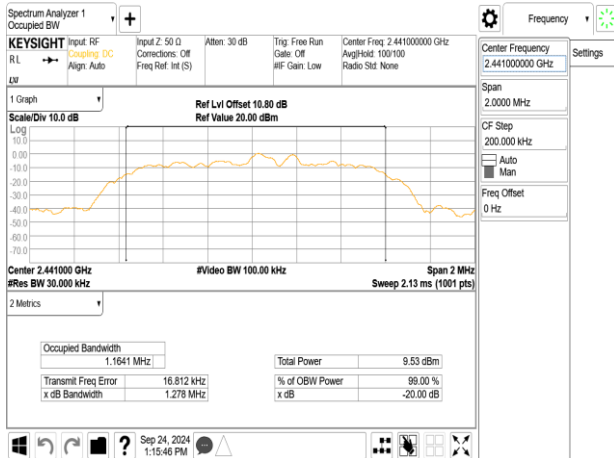 Spectrum Analyzer 1
Occupied BW
Frequency
KEYSIGHT
RL
LXI
Input: RF
Coupling: DC
Align: Auto
Input Z: 50 Ω
Corrections: Off
Freq Ref: Int (S)
Atten: 30 dB
Trig: Free Run
Gate: Off
#IF Gain: Low
Center Freq: 2.441000000 GHz
Avg|Hold: 100/100
Radio Std: None
Center Frequency
2.441000000 GHz
Settings
Span
2.0000 MHz
CF Step
200.000 kHz
Auto
Man
Freq Offset
0 Hz
1 Graph
Scale/Div 10.0 dB
Ref Lvl Offset 10.80 dB
Ref Value 20.00 dBm
Log
10.0
0.00
-10.0
-20.0
-30.0
-40.0
-50.0
-60.0
-70.0
Center 2.441000 GHz
#Res BW 30.000 kHz
#Video BW 100.00 kHz
Span 2 MHz
Sweep 2.13 ms (1001 pts)
2 Metrics
Occupied Bandwidth
1.1641 MHz
Total Power 9.53 dBm
Transmit Freq Error 16.812 kHz
% of OBW Power 99.00 %
x dB Bandwidth 1.278 MHz
x dB -20.00 dB
Sep 24, 2024
1:15:46 PM